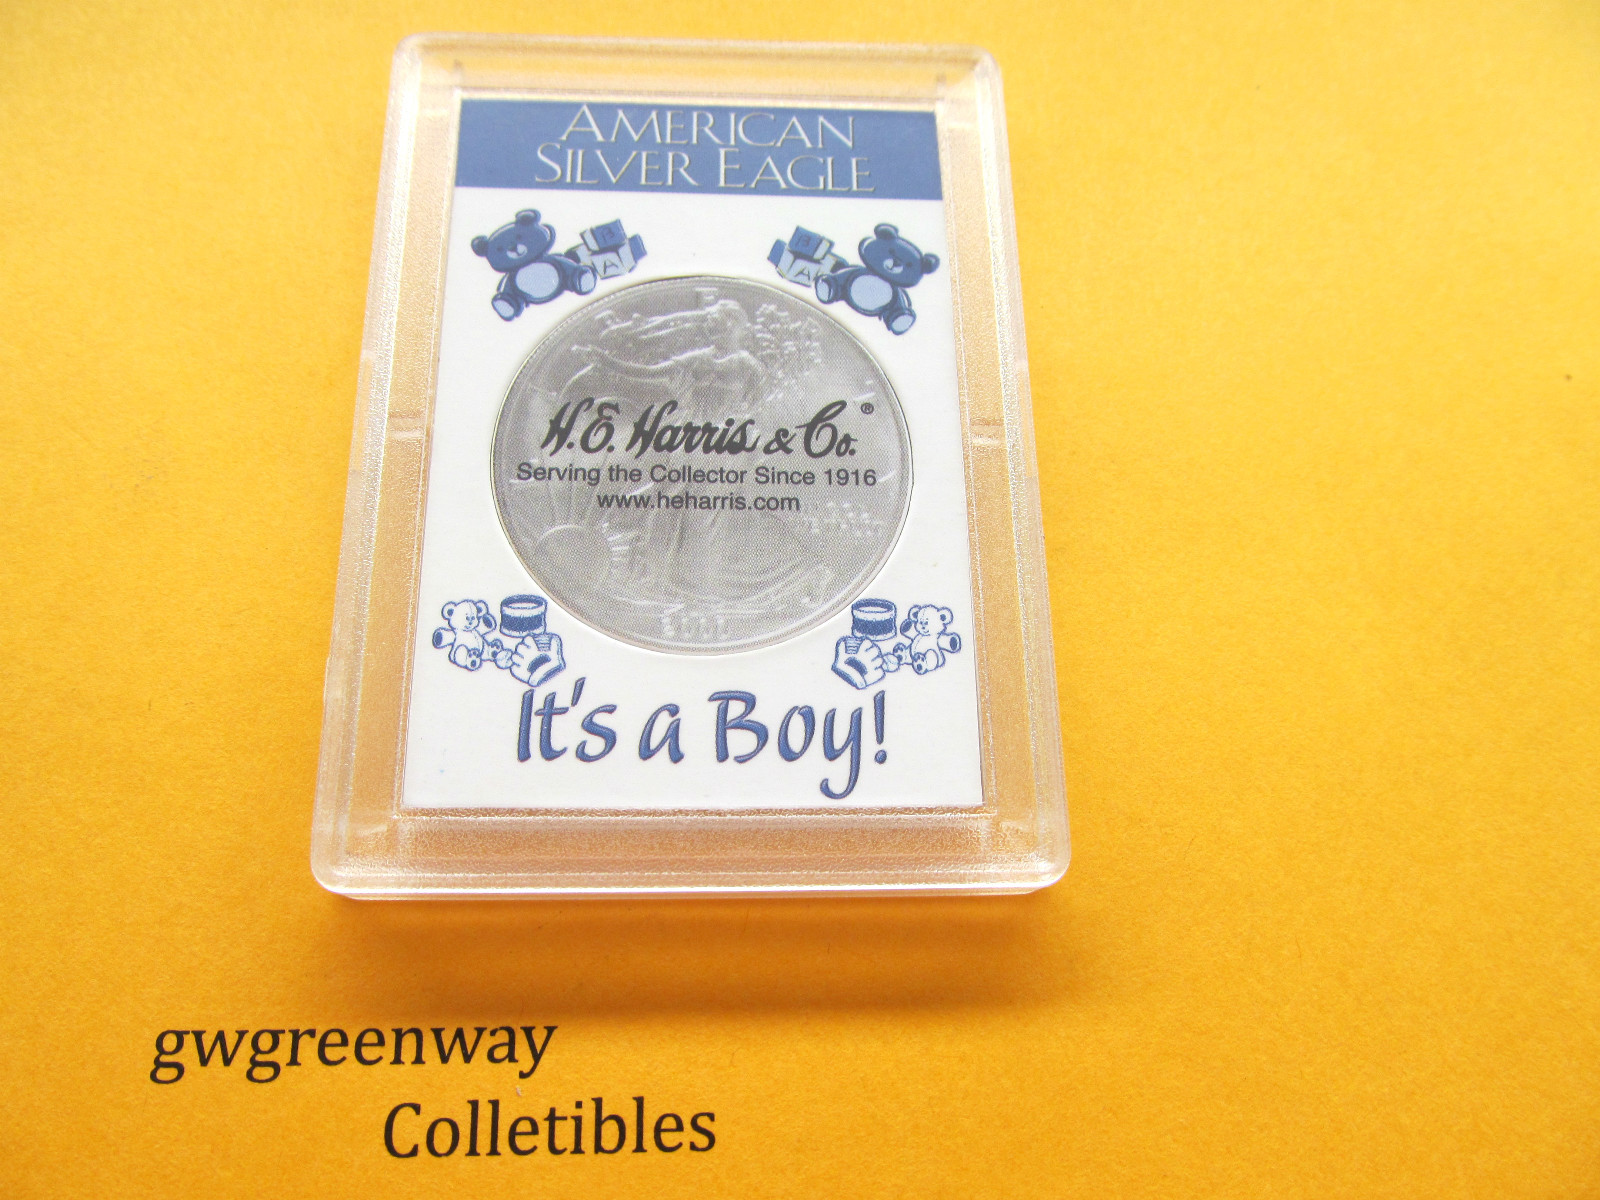 AMERICAN
SILVER EAGLE
B
A
B
A
H.E. Harris & Co.®
Serving the Collector Since 1916
www.heharris.com
It's a Boy!
gwgreenway
Colletibles